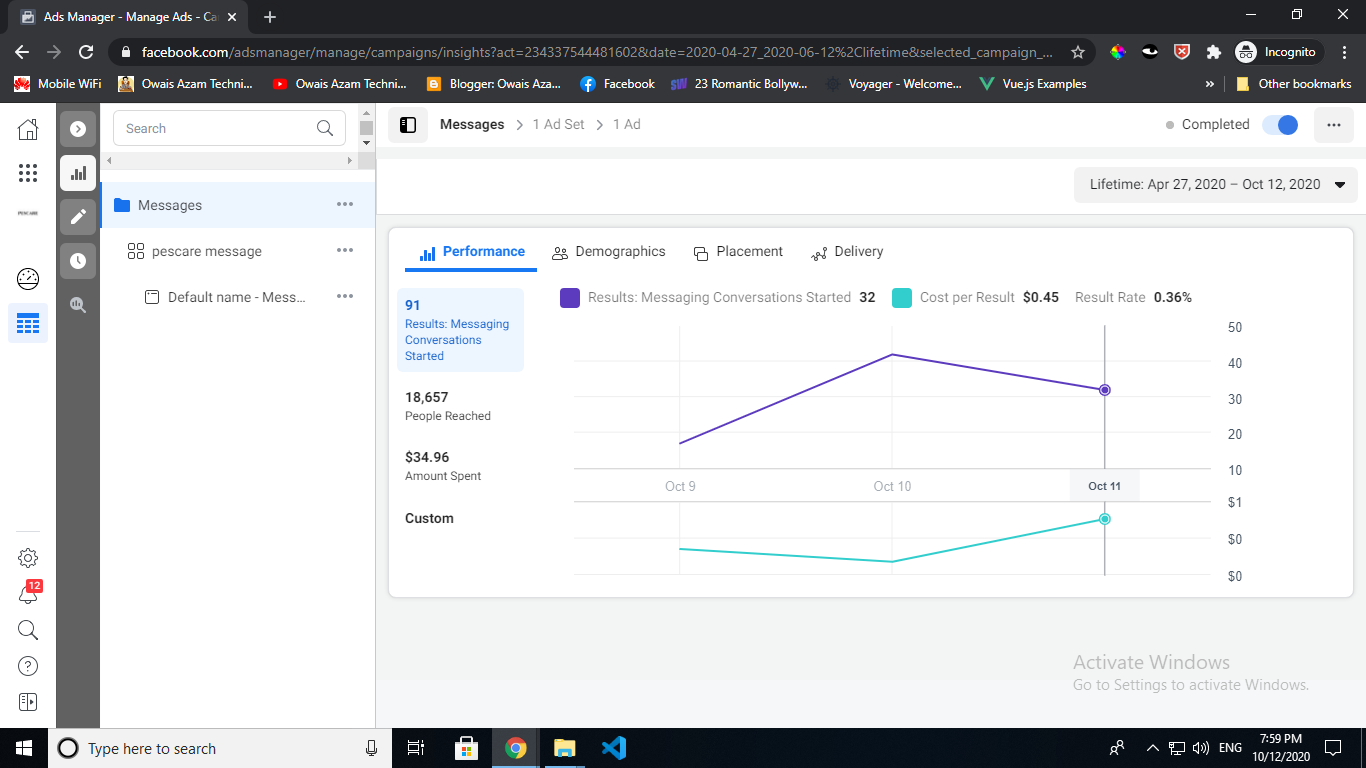 Ads Manager - Manage Ads - Ca
facebook.com/adsmanager/manage/campaigns/insights?act=234337544481602&date=2020-04-27_2020-06-12%2Clifetime&selected_campaign_...
Incognito
Mobile WiFi
Owais Azam Techni...
Owais Azam Techni...
Blogger: Owais Aza...
Facebook
SW 23 Romantic Bollyw...
Voyager - Welcome...
Vue.js Examples
»
Other bookmarks
Search
Messages
1 Ad Set
1 Ad
Completed
Lifetime: Apr 27, 2020 – Oct 12, 2020
PESCARE
Messages
pescare message
Default name - Mess...
Performance
Demographics
Placement
Delivery
91
Results: Messaging
Conversations
Started
18,657
People Reached
$34.96
Amount Spent
Custom
Results: Messaging Conversations Started 32
Cost per Result $0.45
Result Rate 0.36%
50
40
30
20
10
Oct 9
Oct 10
Oct 11
$1
$0
$0
12
Activate Windows
Go to Settings to activate Windows.
Type here to search
ENG
7:59 PM
10/12/2020